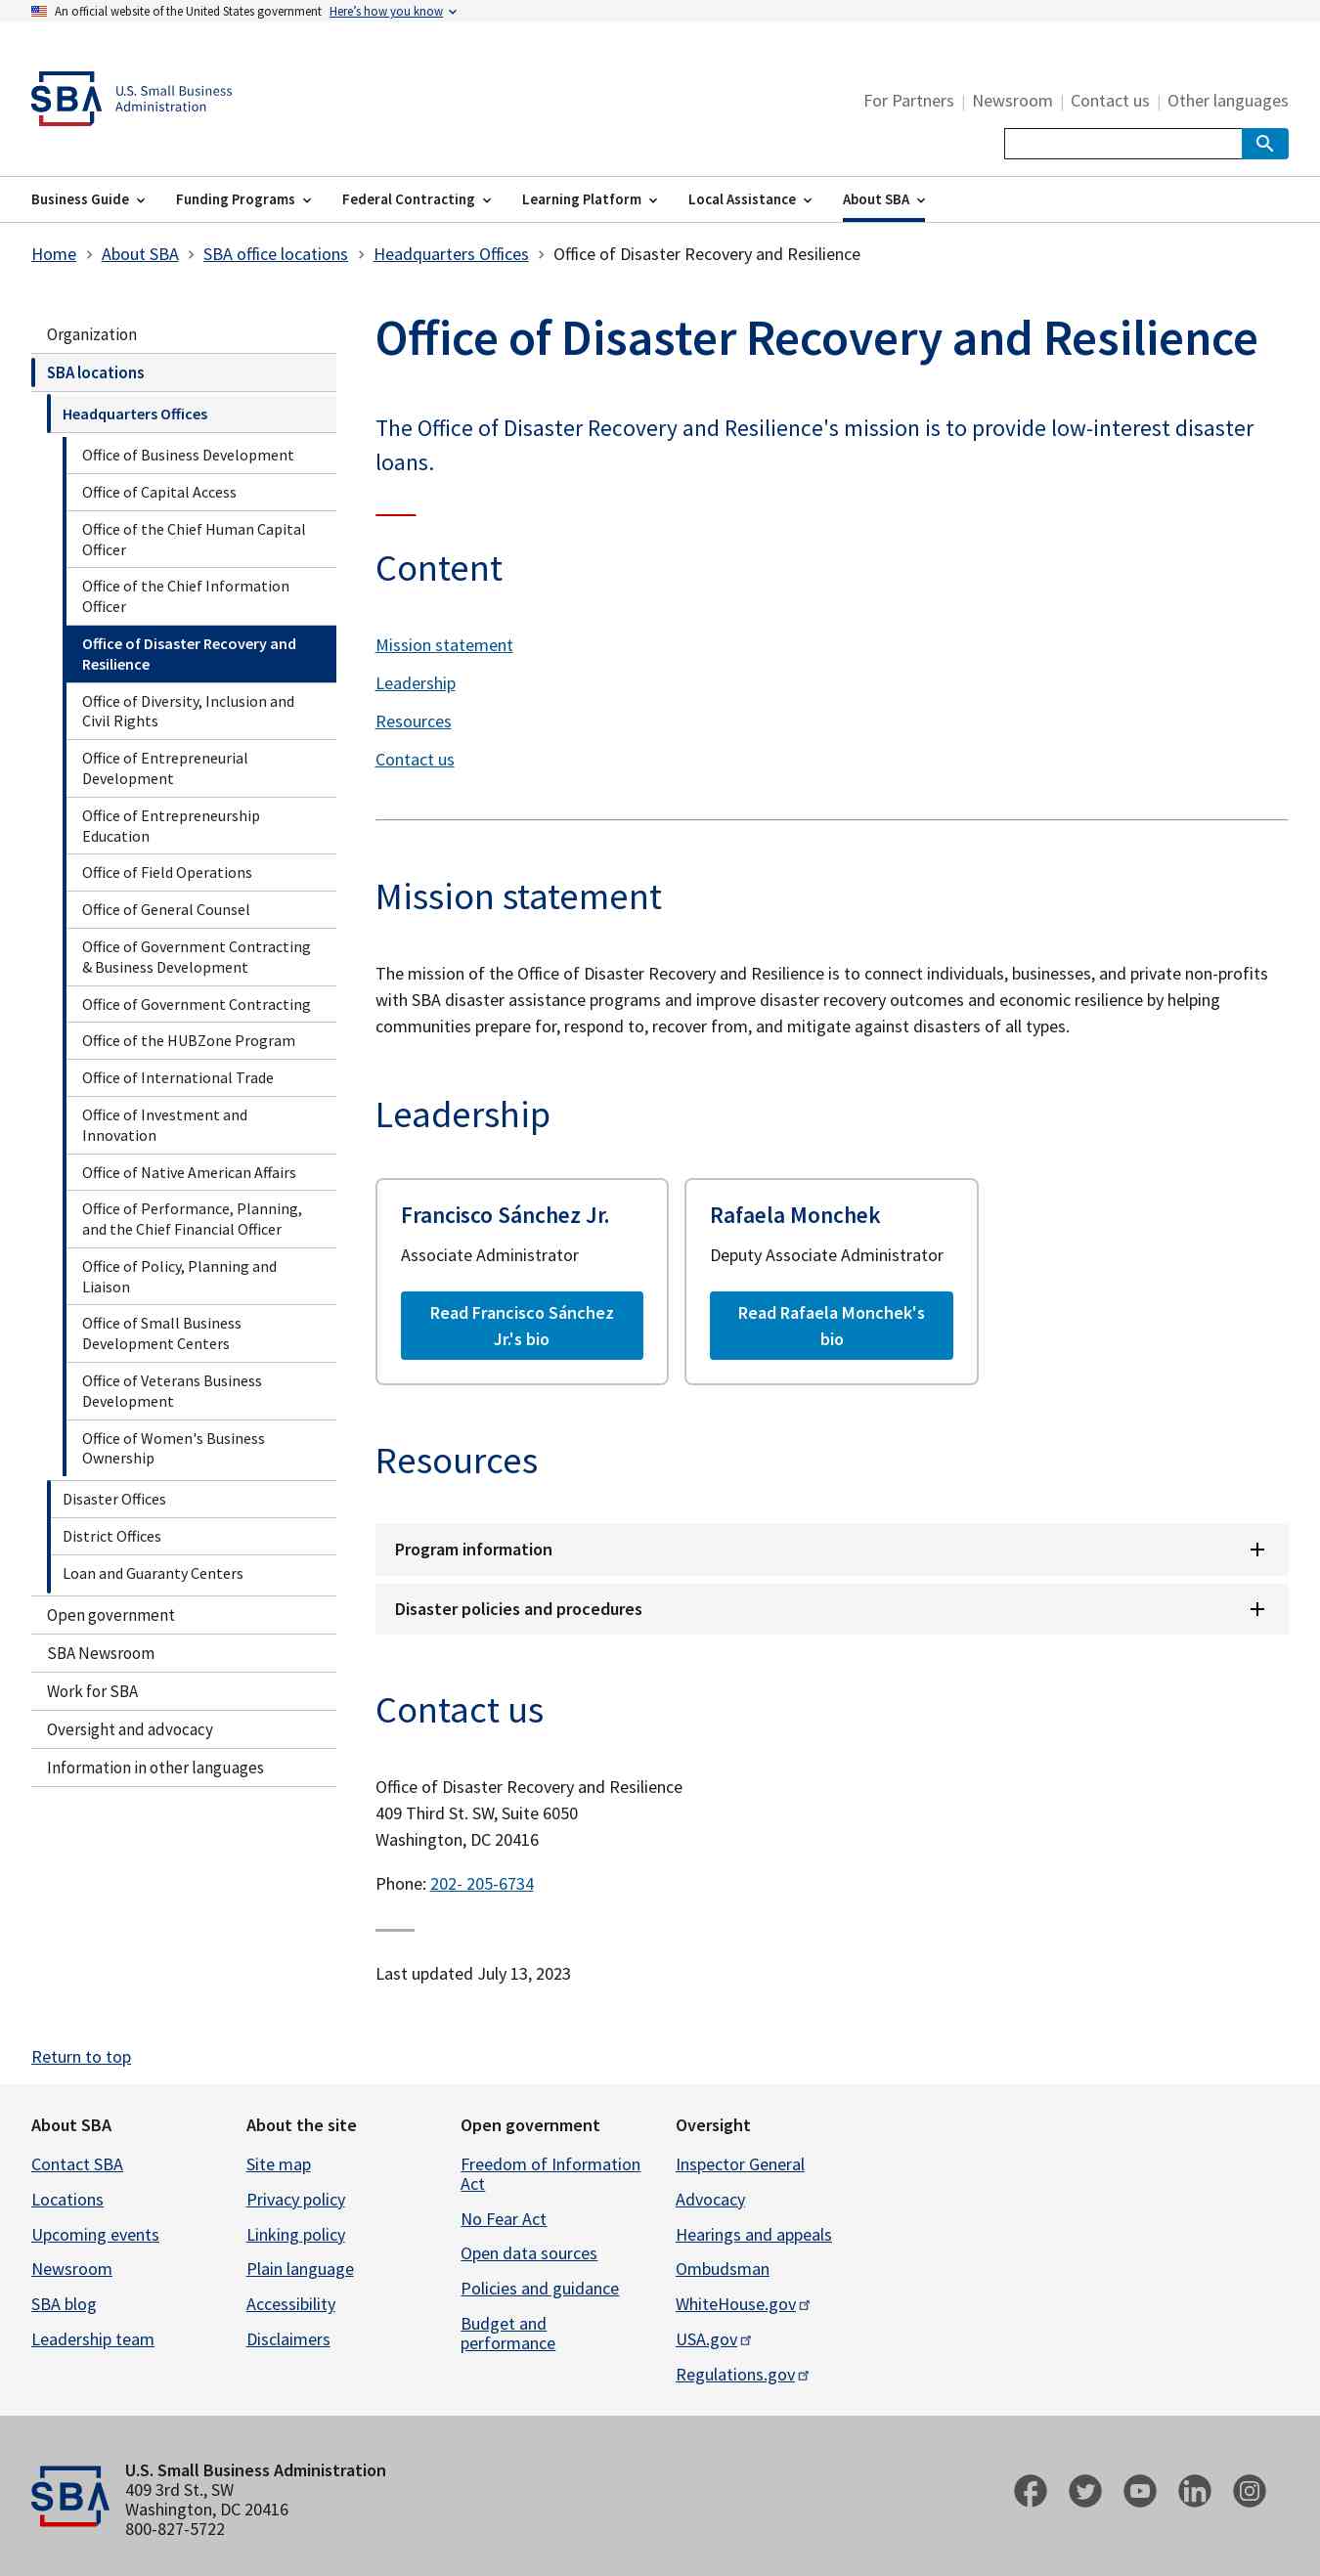 An official website of the United States government Here’s how you know
SBA U.S. Small Business
Administration
For Partners Newsroom Contact us Other languages
Business Guide Funding Programs Federal Contracting Learning Platform Local Assistance About SBA
Home About SBA SBA office locations Headquarters Offices Office of Disaster Recovery and Resilience
Organization
SBA locations
Headquarters Offices
Office of Business Development
Office of Capital Access
Office of the Chief Human Capital
Officer
Office of the Chief Information
Officer
Office of Disaster Recovery and
Resilience
Office of Diversity, Inclusion and
Civil Rights
Office of Entrepreneurial
Development
Office of Entrepreneurship
Education
Office of Field Operations
Office of General Counsel
Office of Government Contracting
& Business Development
Office of Government Contracting
Office of the HUBZone Program
Office of International Trade
Office of Investment and
Innovation
Office of Native American Affairs
Office of Performance, Planning,
and the Chief Financial Officer
Office of Policy, Planning and
Liaison
Office of Small Business
Development Centers
Office of Veterans Business
Development
Office of Women's Business
Ownership
Disaster Offices
District Offices
Loan and Guaranty Centers
Open government
SBA Newsroom
Work for SBA
Oversight and advocacy
Information in other languages
Office of Disaster Recovery and Resilience
The Office of Disaster Recovery and Resilience's mission is to provide low-interest disaster
loans.
Content
Mission statement
Leadership
Resources
Contact us
Mission statement
The mission of the Office of Disaster Recovery and Resilience is to connect individuals, businesses, and private non-profits
with SBA disaster assistance programs and improve disaster recovery outcomes and economic resilience by helping
communities prepare for, respond to, recover from, and mitigate against disasters of all types.
Leadership
Francisco Sánchez Jr.
Associate Administrator
Read Francisco Sánchez
Jr.'s bio
Rafaela Monchek
Deputy Associate Administrator
Read Rafaela Monchek's
bio
Resources
Program information
Disaster policies and procedures
Contact us
Office of Disaster Recovery and Resilience
409 Third St. SW, Suite 6050
Washington, DC 20416
Phone: 202- 205-6734
Last updated July 13, 2023
Return to top
About SBA
Contact SBA
Locations
Upcoming events
Newsroom
SBA blog
Leadership team
About the site
Site map
Privacy policy
Linking policy
Plain language
Accessibility
Disclaimers
Open government
Freedom of Information
Act
No Fear Act
Open data sources
Policies and guidance
Budget and
performance
Oversight
Inspector General
Advocacy
Hearings and appeals
Ombudsman
WhiteHouse.gov
USA.gov
Regulations.gov
SBA
U.S. Small Business Administration
409 3rd St., SW
Washington, DC 20416
800-827-5722